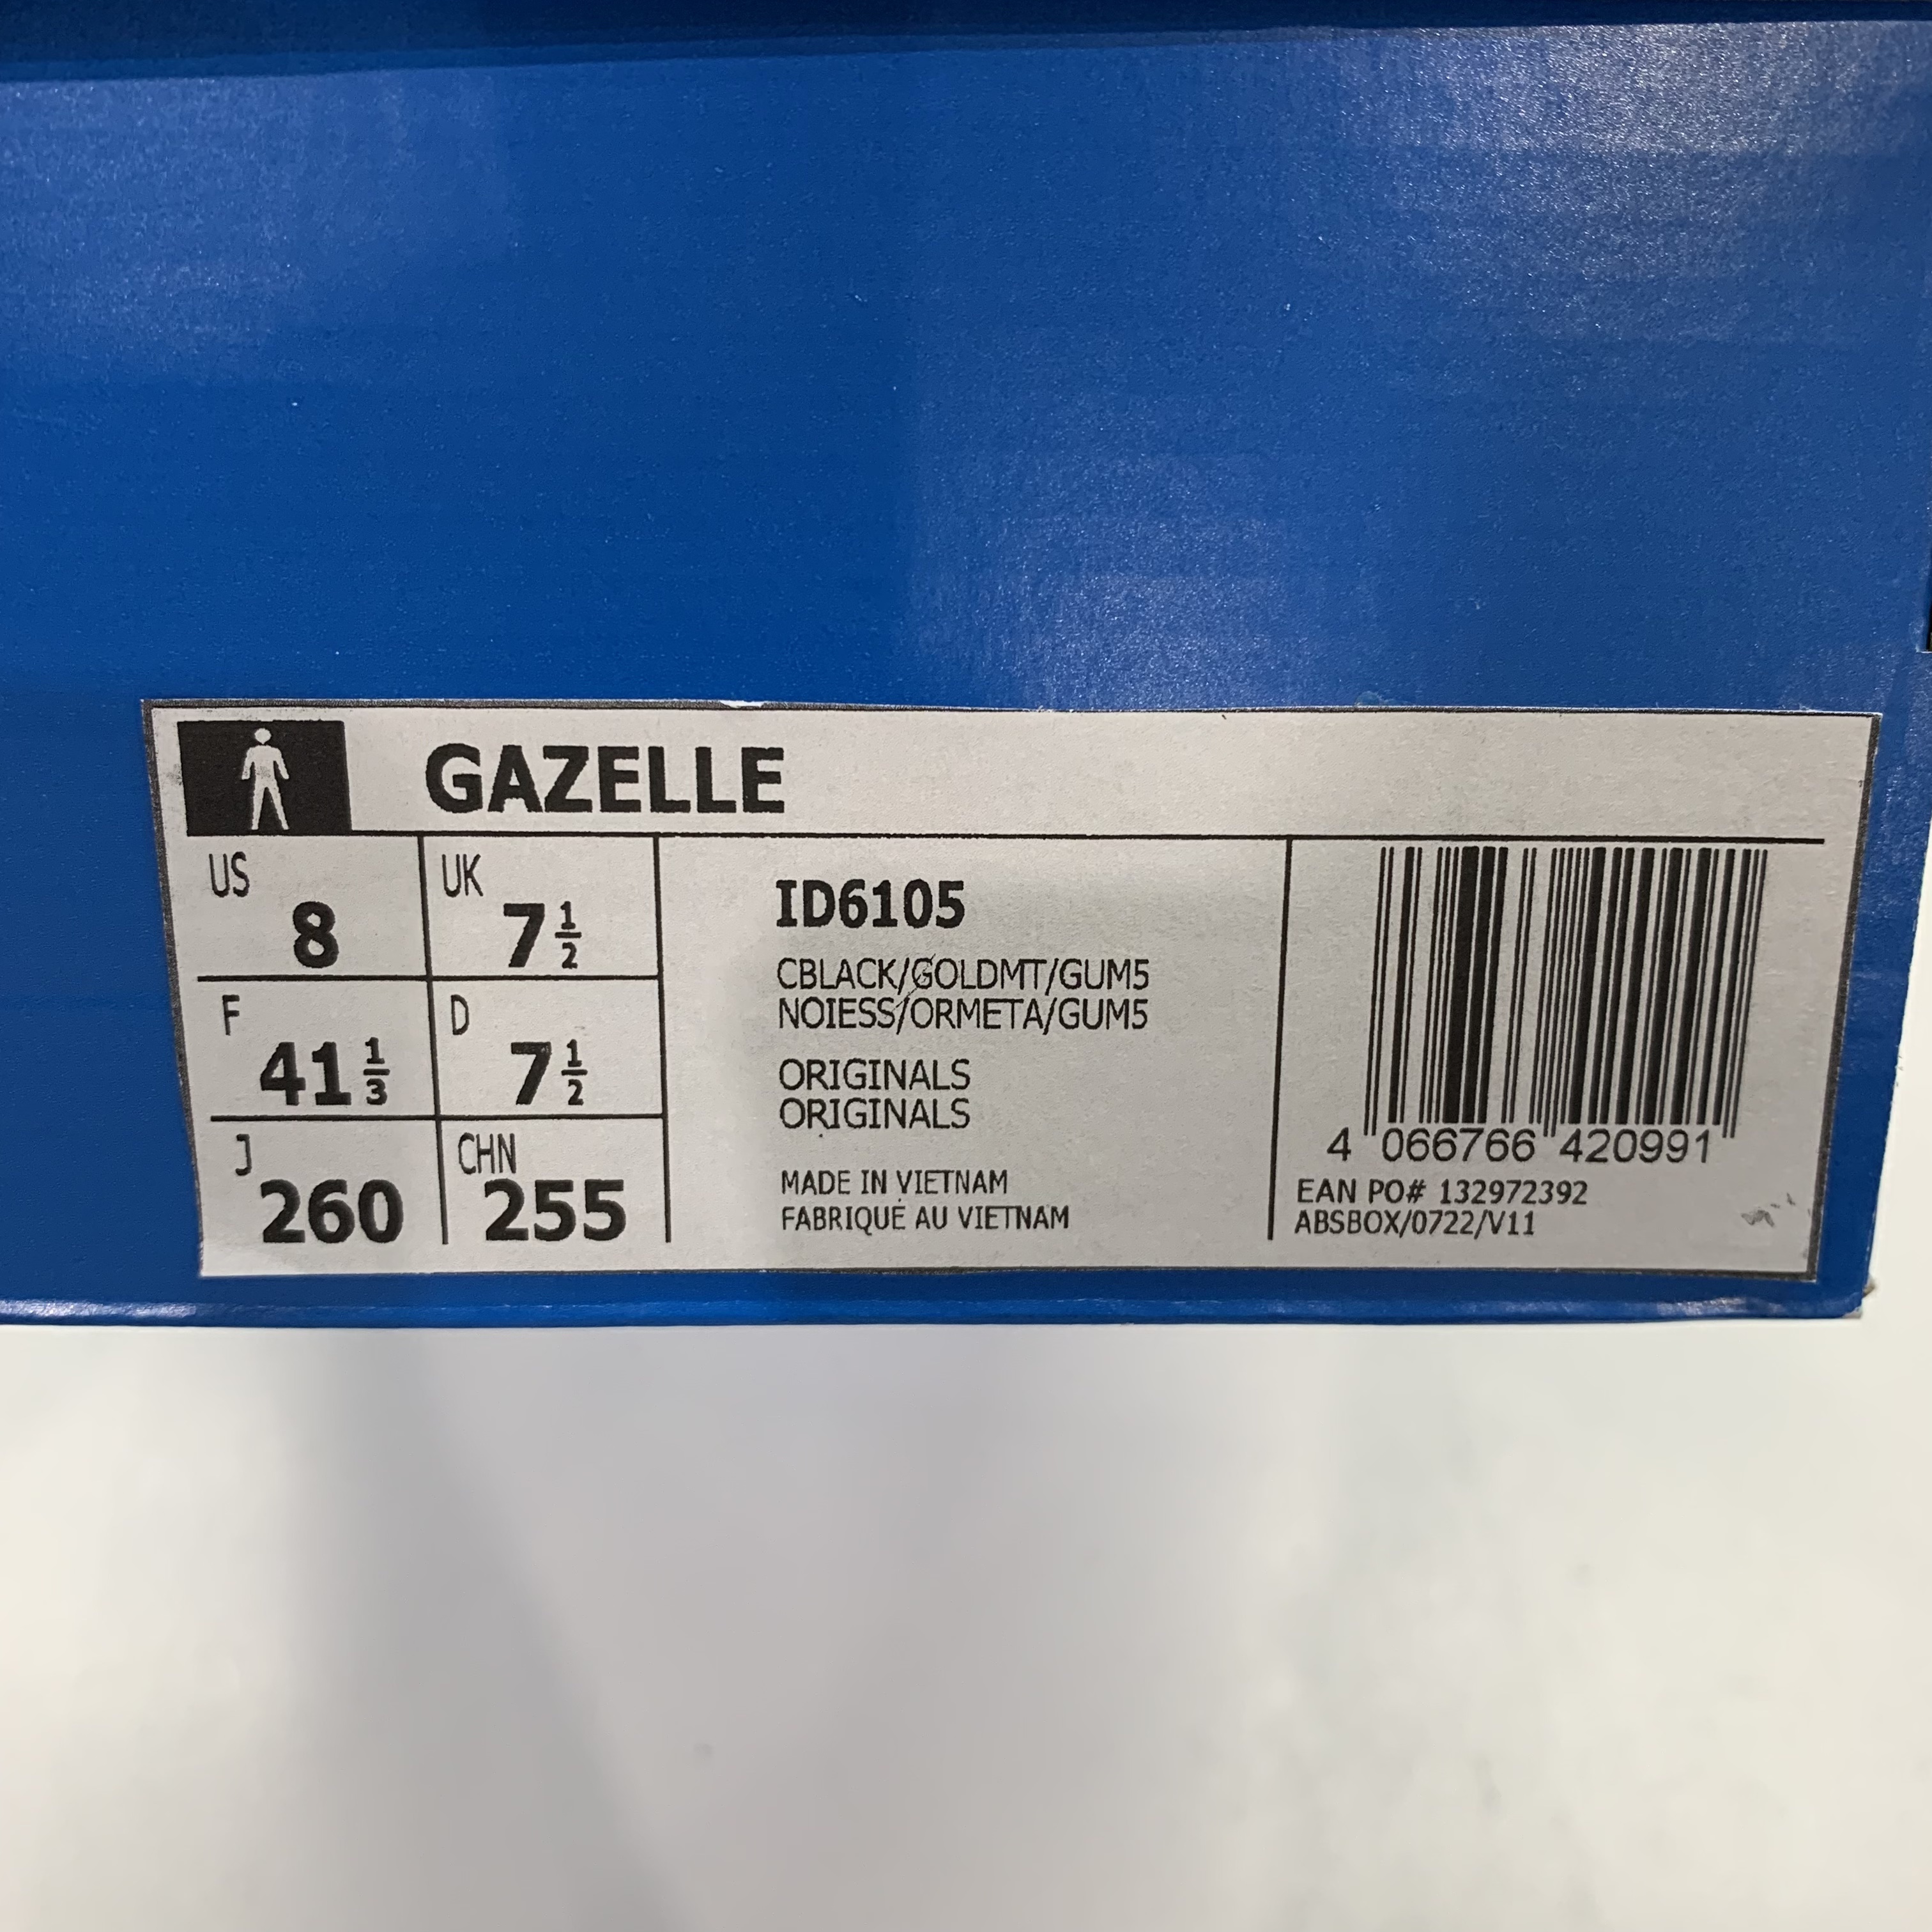 GAZELLE
US 8 UK 7 1/2
F 41 1/3 D 7 1/2
J 260 CHN 255
ID6105
CBLACK/GOLDMT/GUM5
NOIESS/ORMETA/GUM5
ORIGINALS
ORIGINALS
MADE IN VIETNAM
FABRIQUÉ AU VIETNAM
4 066766 420991
EAN PO# 132972392
ABSBOX/0722/V11